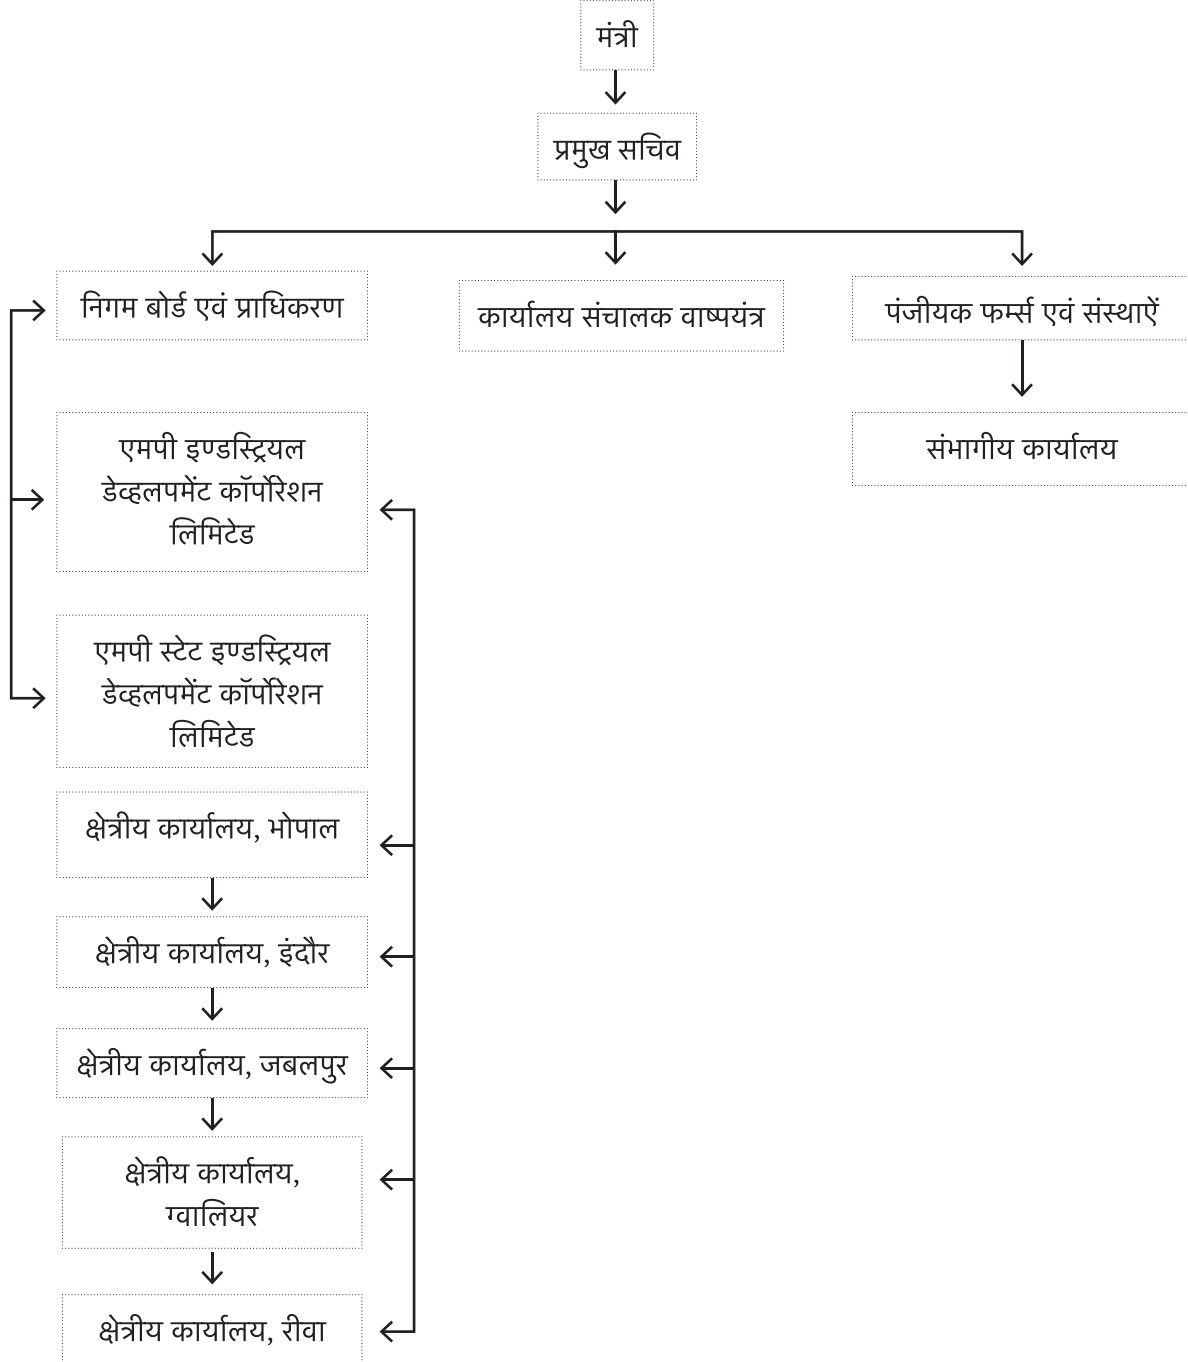 मंत्री
प्रमुख सचिव
निगम बोर्ड एवं प्राधिकरण
कार्यालय संचालक वाष्पयंत्र
पंजीयक फर्म्स एवं संस्थाऐं
संभागीय कार्यालय
एमपी इण्डस्ट्रियल
डेव्हलपमेंट कॉर्पोरेशन
लिमिटेड
एमपी स्टेट इण्डस्ट्रियल
डेव्हलपमेंट कॉर्पोरेशन
लिमिटेड
क्षेत्रीय कार्यालय, भोपाल
क्षेत्रीय कार्यालय, इंदौर
क्षेत्रीय कार्यालय, जबलपुर
क्षेत्रीय कार्यालय,
ग्वालियर
क्षेत्रीय कार्यालय, रीवा